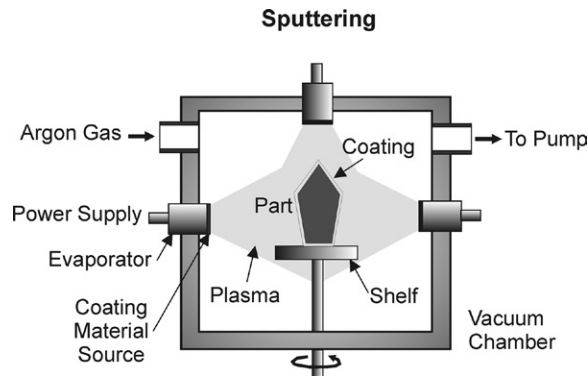 Sputtering
Argon Gas
To Pump
Coating
Part
Power Supply
Evaporator
Plasma
Shelf
Coating
Material
Source
Vacuum
Chamber